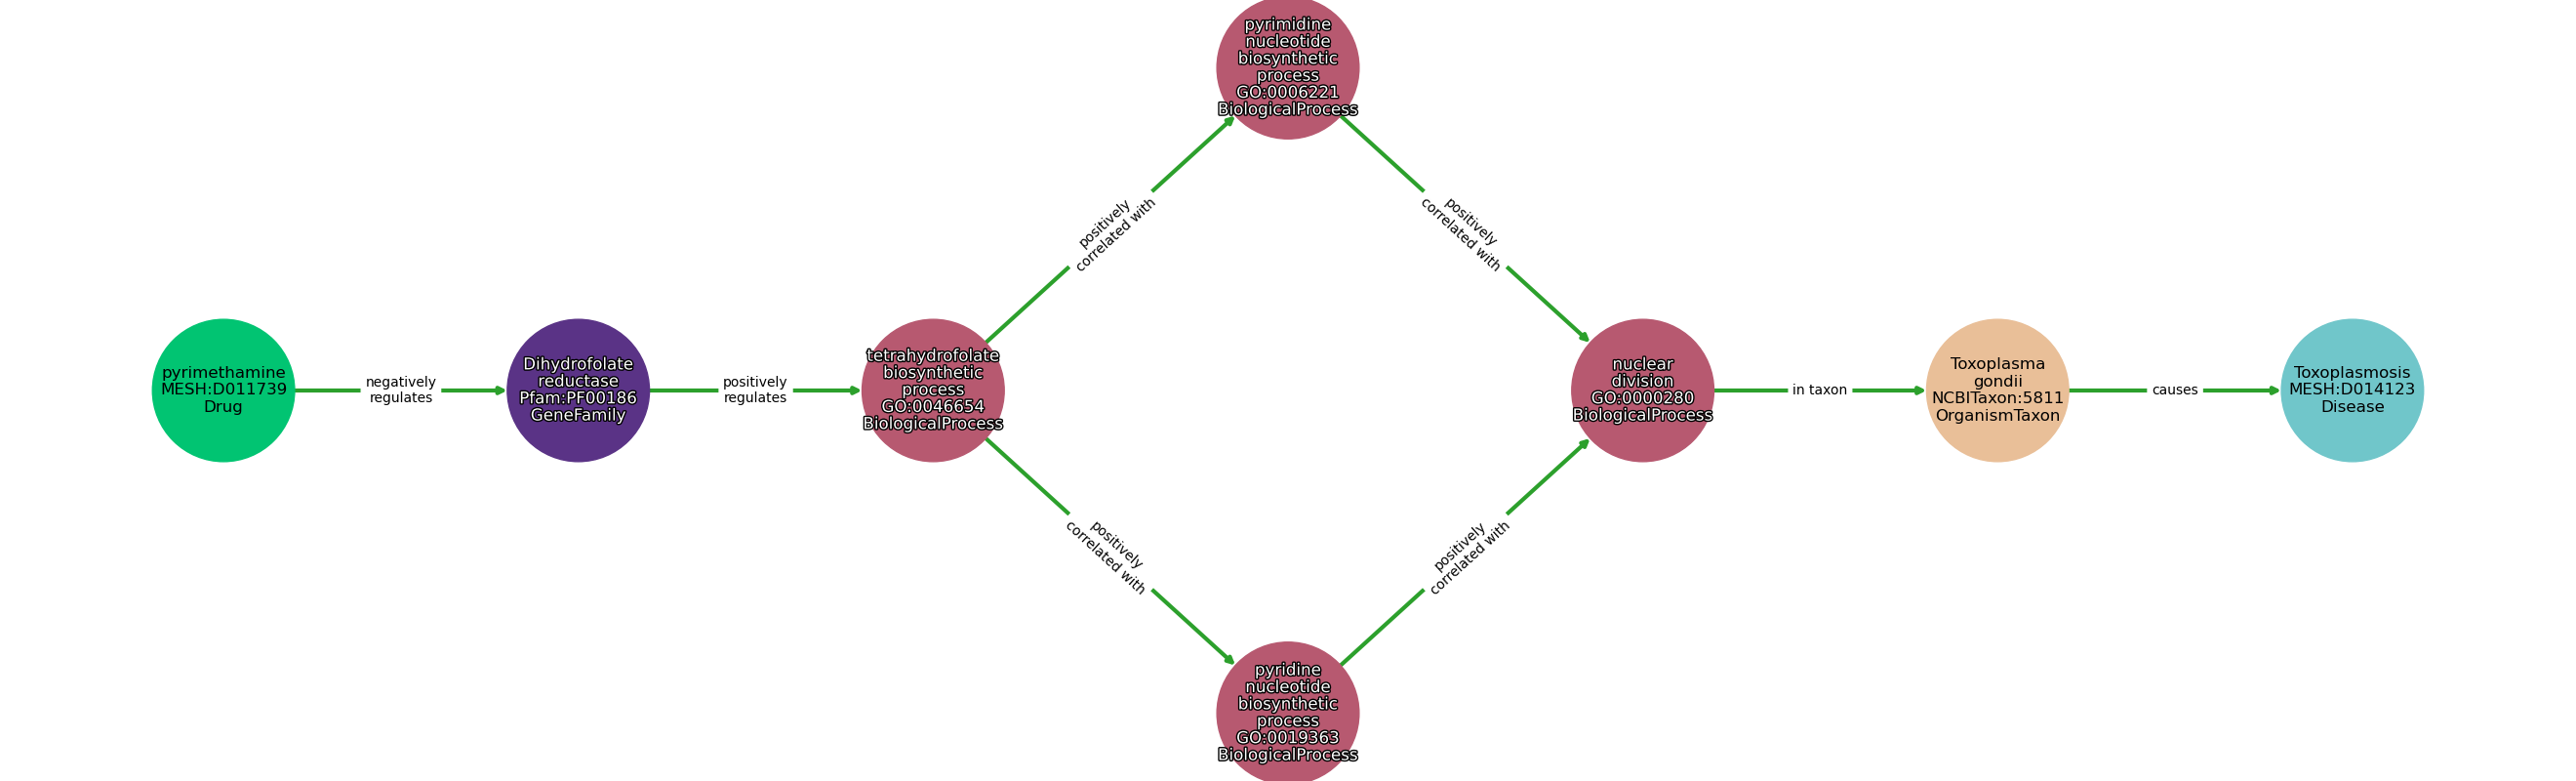 pyrimidine
nucleotide
biosynthetic
process
GO:0006221
BiologicalProcess
positively
correlated with
positively
correlated with
pyrimethamine
MESH:D011739
Drug
negatively
regulates
Dihydrofolate
reductase
Pfam:PF00186
GeneFamily
positively
regulates
tetrahydrofolate
biosynthetic
process
GO:0046654
BiologicalProcess
nuclear
division
GO:0000280
BiologicalProcess
in taxon
Toxoplasma
gondii
NCBITaxon:5811
OrganismTaxon
causes
Toxoplasmosis
MESH:D014123
Disease
positively
correlated with
positively
correlated with
pyridine
nucleotide
biosynthetic
process
GO:0019363
BiologicalProcess